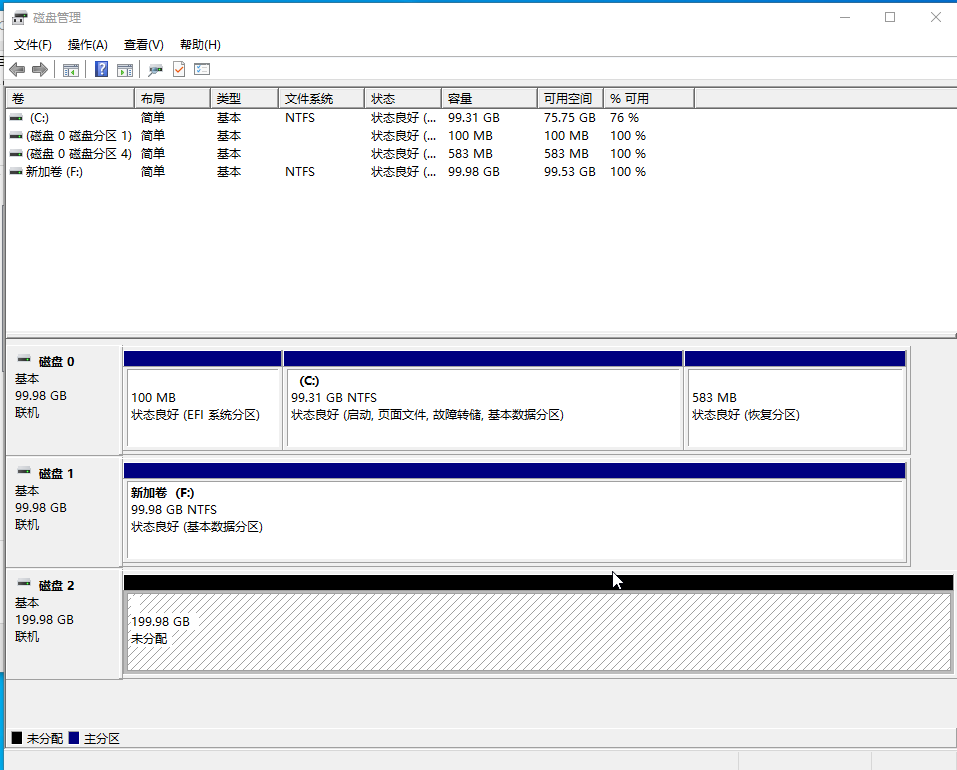 磁盘管理
文件(F) 操作(A) 查看(V) 帮助(H)
卷 布局 类型 文件系统 状态 容量 可用空间 % 可用
(C:) 简单 基本 NTFS 状态良好 (... 99.31 GB 75.75 GB 76 %
(磁盘 0 磁盘分区 1) 简单 基本 状态良好 (... 100 MB 100 MB 100 %
(磁盘 0 磁盘分区 4) 简单 基本 状态良好 (... 583 MB 583 MB 100 %
新加卷 (F:) 简单 基本 NTFS 状态良好 (... 99.98 GB 99.53 GB 100 %
磁盘 0
基本
99.98 GB
联机
100 MB
状态良好 (EFI 系统分区)
(C:)
99.31 GB NTFS
状态良好 (启动, 页面文件, 故障转储, 基本数据分区)
583 MB
状态良好 (恢复分区)
磁盘 1
基本
99.98 GB
联机
新加卷 (F:)
99.98 GB NTFS
状态良好 (基本数据分区)
磁盘 2
基本
199.98 GB
联机
199.98 GB
未分配
未分配 主分区